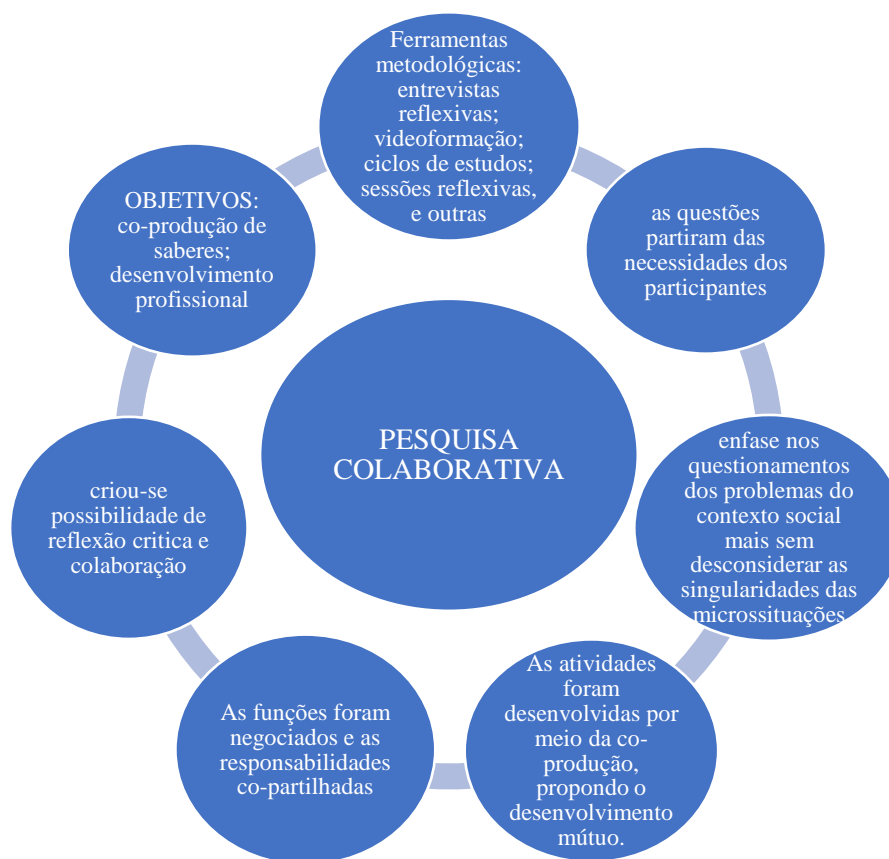 Ferramentas
metodológicas:
entrevistas
reflexivas;
videoformação;
ciclos de estudos;
sessões reflexivas,
e outras
as questões
partiram das
necessidades dos
participantes
enfase nos
questionamentos
dos problemas do
contexto social
mais sem
desconsiderar as
singularidades das
microssituações.
As atividades
foram
desenvolvidas por
meio da co-
produção,
propondo o
desenvolvimento
mútuo.
As funções foram
negociados e as
responsabilidades
co-partilhadas
criou-se
possibilidade de
reflexão critica e
colaboração
OBJETIVOS:
co-produção de
saberes;
desenvolvimento
profissional
PESQUISA
COLABORATIVA